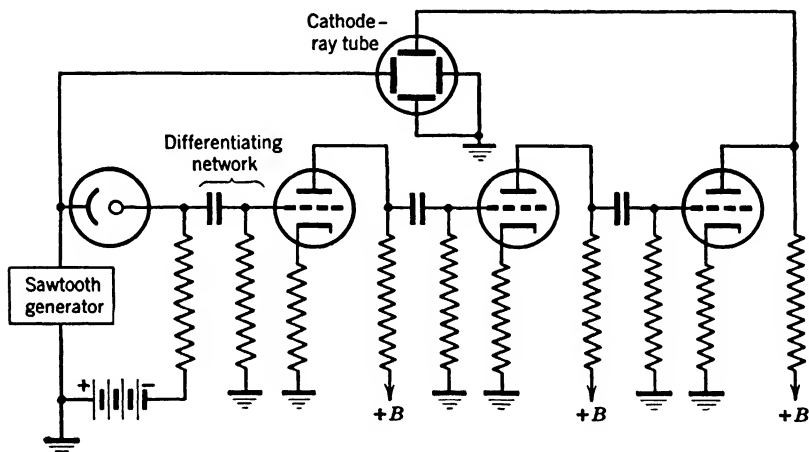 Cathode-
ray tube
Differentiating
network
Sawtooth
generator
+ −
+B
+B
+B